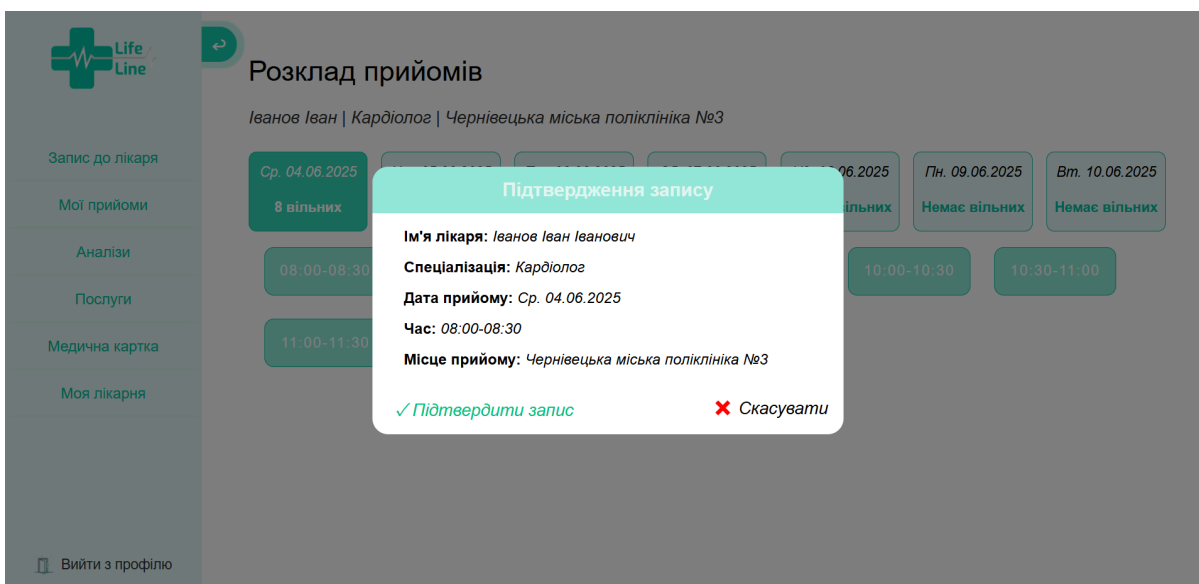 Life
Line
Розклад прийомів
Іванов Іван | Кардіолог | Чернівецька міська поліклініка №3
Запис до лікаря
Мої прийоми
Аналізи
Послуги
Медична картка
Моя лікарня
Вийти з профілю
Ср. 04.06.2025
8 вільних
06.2025
Пн. 09.06.2025
Немає вільних
Вт. 10.06.2025
Немає вільних
08:00-08:30
10:00-10:30
10:30-11:00
11:00-11:30
Підтвердження запису
Ім'я лікаря: Іванов Іван Іванович
Спеціалізація: Кардіолог
Дата прийому: Ср. 04.06.2025
Час: 08:00-08:30
Місце прийому: Чернівецька міська поліклініка №3
✓ Підтвердити запис
❌ Скасувати